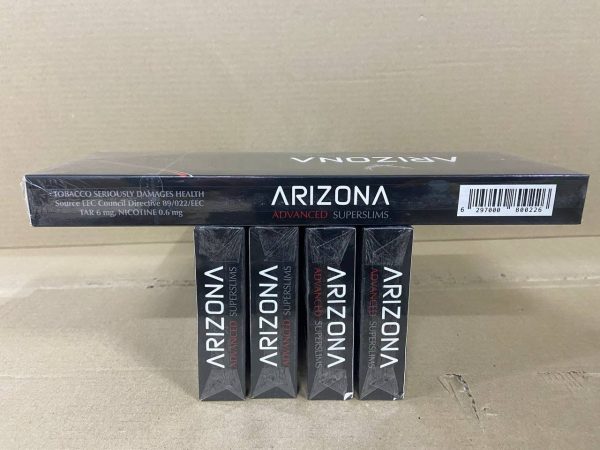 ARIZONA
- TOBACCO SERIOUSLY DAMAGES HEALTH
Source EEC Council Directive 89/022/EEC
TAR 6 mg, NICOTINE 0.6 mg
ARIZONA
ADVANCED SUPERSLIMS
6 297000 800226
ARIZONA
ADVANCED SUPERSLIMS
ARIZONA
ADVANCED SUPERSLIMS
ARIZONA
ADVANCED SUPERSLIMS
ARIZONA
ADVANCED SUPERSLIMS